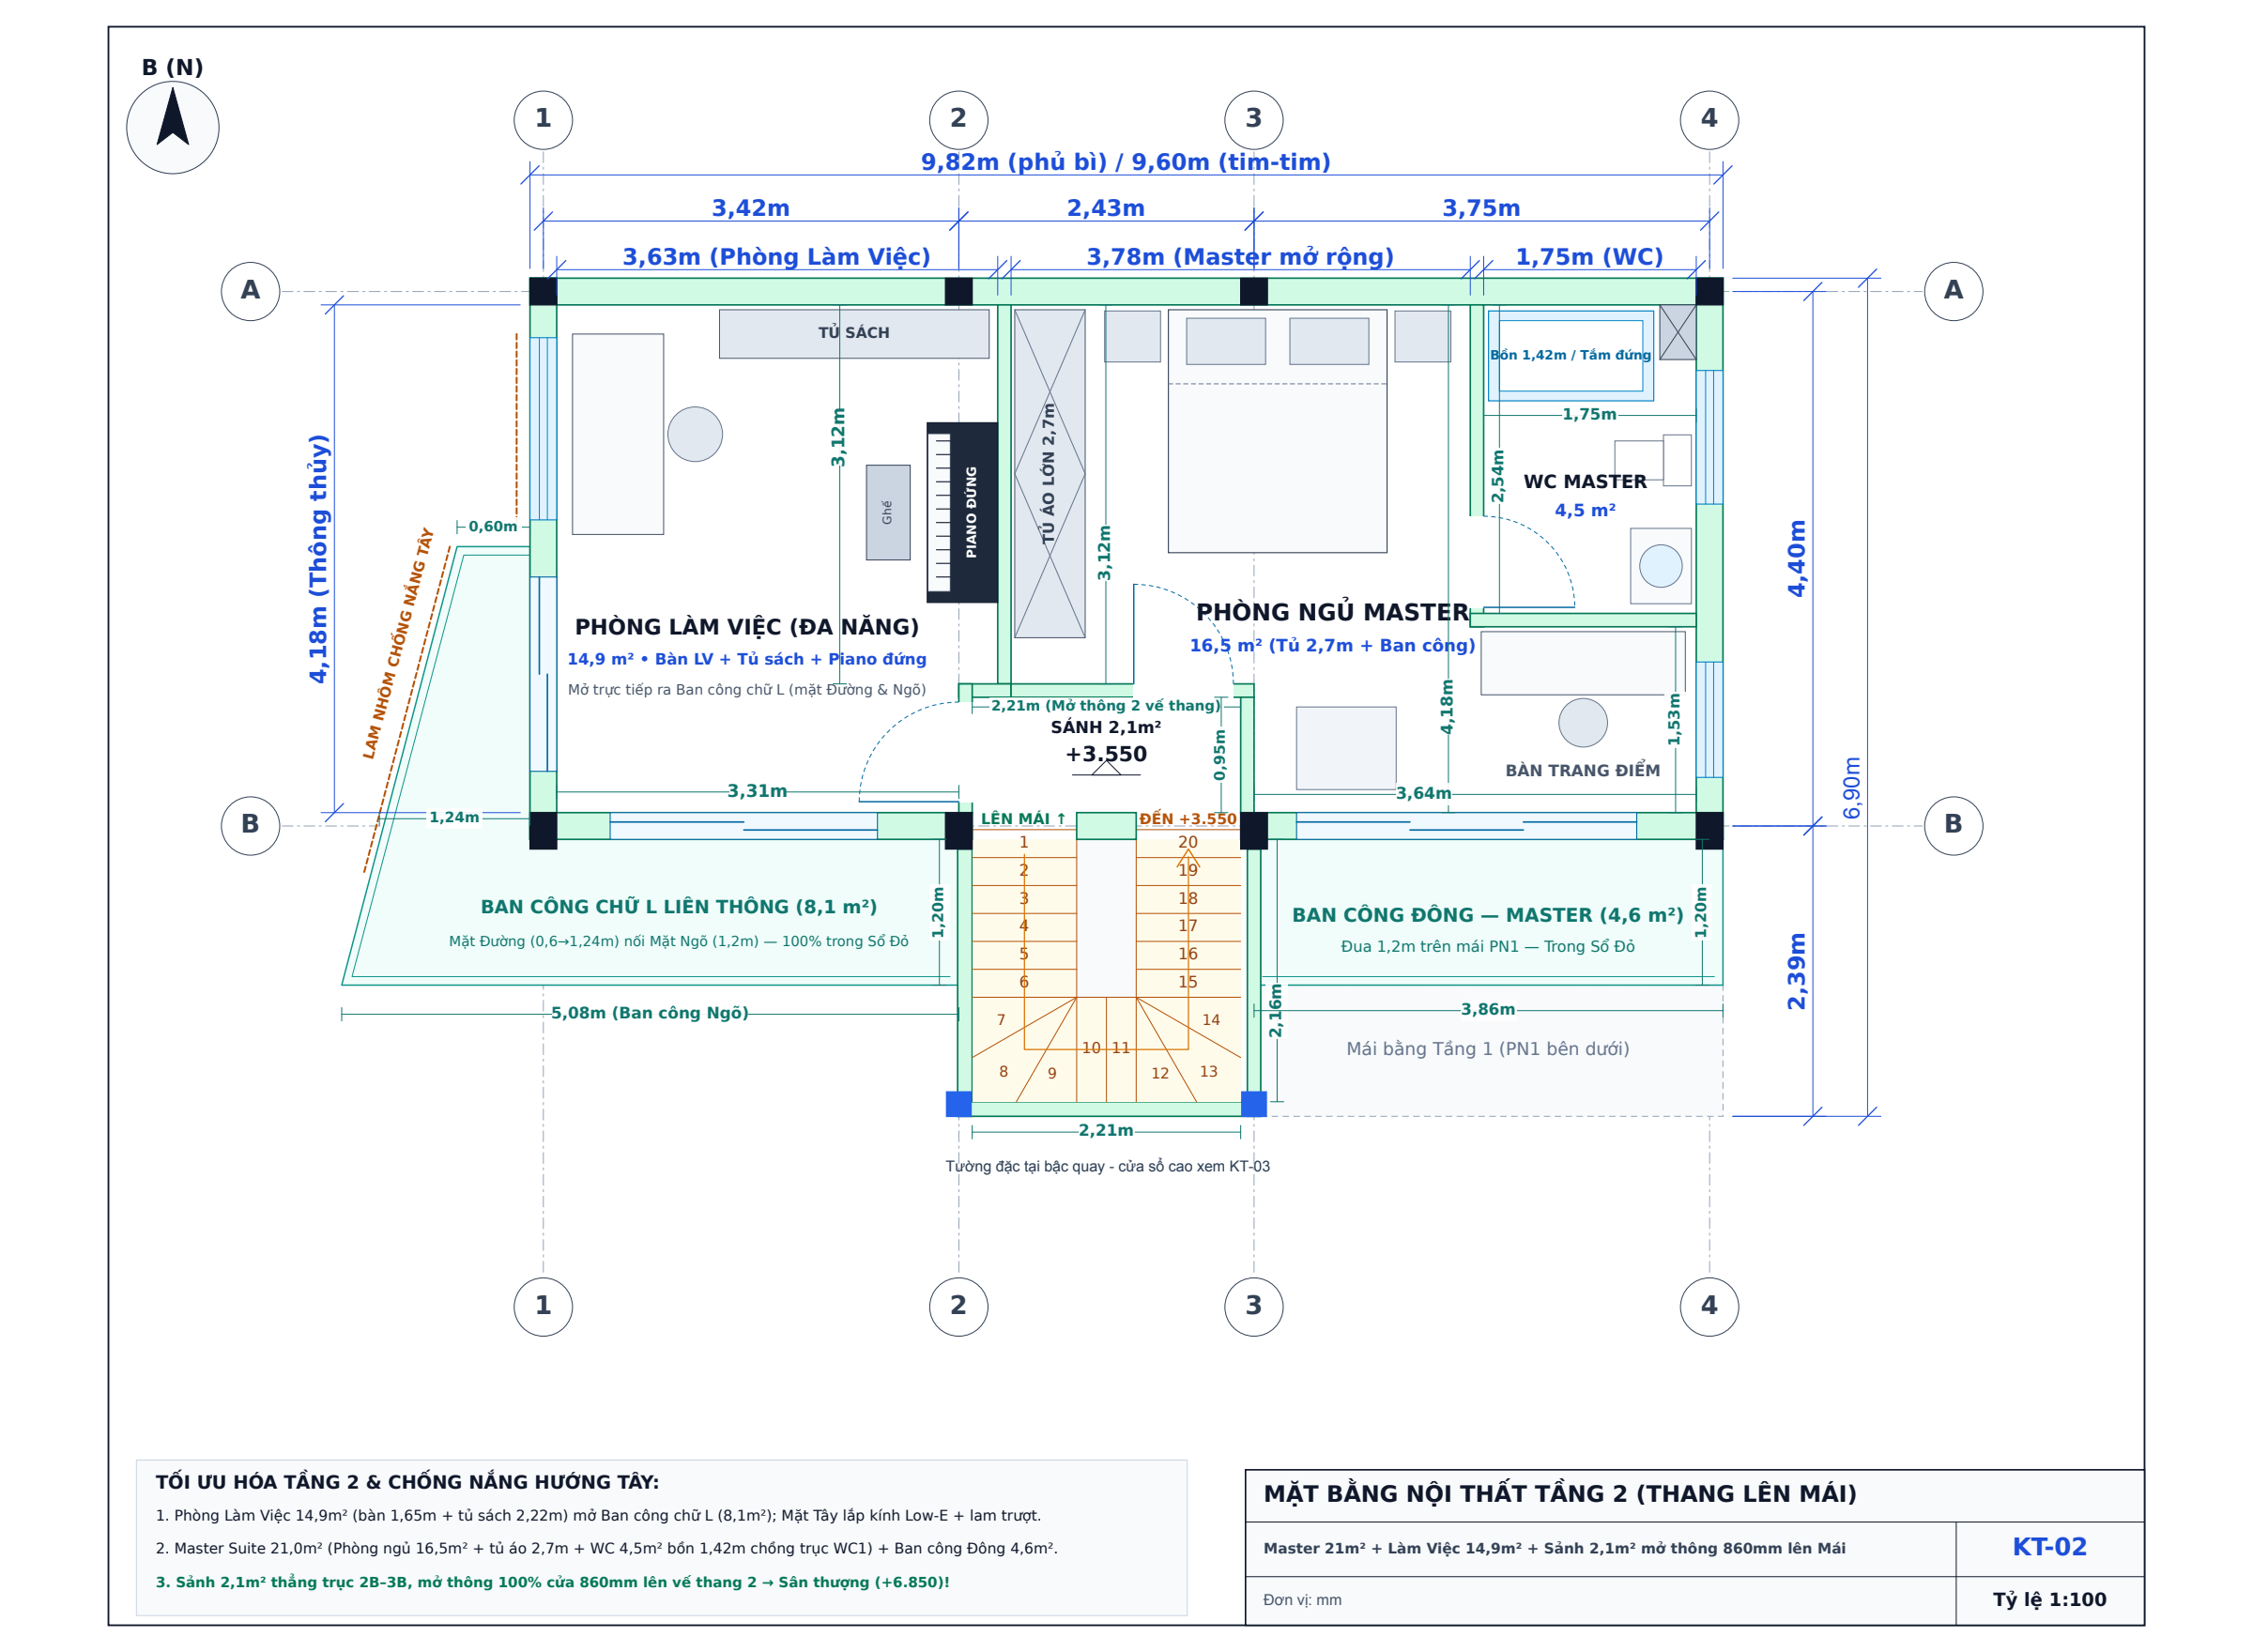 B (N)
1
2
3
4
9,82m (phủ bì) / 9,60m (tim-tim)
3,42m
2,43m
3,75m
3,63m (Phòng Làm Việc)
3,78m (Master mở rộng)
1,75m (WC)
A
A
TỦ SÁCH
Bồn 1,42m / Tắm đứng
1,75m
3,12m
TỦ ÁO LỚN 2,7m
2,54m
WC MASTER
4,5 m²
4,18m (Thông thủy)
0,60m
LAM NHÔM CHỐNG NẮNG TÂY
Ghế
PIANO ĐỨNG
3,12m
4,40m
PHÒNG LÀM VIỆC (ĐA NĂNG)
14,9 m² • Bàn LV + Tủ sách + Piano đứng
Mở trực tiếp ra Ban công chữ L (mặt Đường & Ngõ)
PHÒNG NGỦ MASTER
16,5 m² (Tủ 2,7m + Ban công)
2,21m (Mở thông 2 vế thang)
SẢNH 2,1m²
+3.550
0,95m
4,18m
1,53m
BÀN TRANG ĐIỂM
6,90m
3,31m
3,64m
1,24m
LÊN MÁI ↑
ĐẾN +3.550
B
B
1
2
3
4
5
6
7
8
9
10
11
12
13
14
15
16
17
18
19
20
BAN CÔNG CHỮ L LIÊN THÔNG (8,1 m²)
Mặt Đường (0,6→1,24m) nối Mặt Ngõ (1,2m) — 100% trong Sổ Đỏ
1,20m
BAN CÔNG ĐÔNG — MASTER (4,6 m²)
Đua 1,2m trên mái PN1 — Trong Sổ Đỏ
1,20m
2,39m
5,08m (Ban công Ngõ)
2,16m
3,86m
Mái bằng Tầng 1 (PN1 bên dưới)
2,21m
Tường đặc tại bậc quay - cửa sổ cao xem KT-03
1
2
3
4
TỐI ƯU HÓA TẦNG 2 & CHỐNG NẮNG HƯỚNG TÂY:
1. Phòng Làm Việc 14,9m² (bàn 1,65m + tủ sách 2,22m) mở Ban công chữ L (8,1m²); Mặt Tây lắp kính Low-E + lam trượt.
2. Master Suite 21,0m² (Phòng ngủ 16,5m² + tủ áo 2,7m + WC 4,5m² bồn 1,42m chồng trục WC1) + Ban công Đông 4,6m².
3. Sảnh 2,1m² thẳng trục 2B–3B, mở thông 100% cửa 860mm lên vế thang 2 → Sân thượng (+6.850)!
MẶT BẰNG NỘI THẤT TẦNG 2 (THANG LÊN MÁI)
Master 21m² + Làm Việc 14,9m² + Sảnh 2,1m² mở thông 860mm lên Mái
KT-02
Đơn vị: mm
Tỷ lệ 1:100